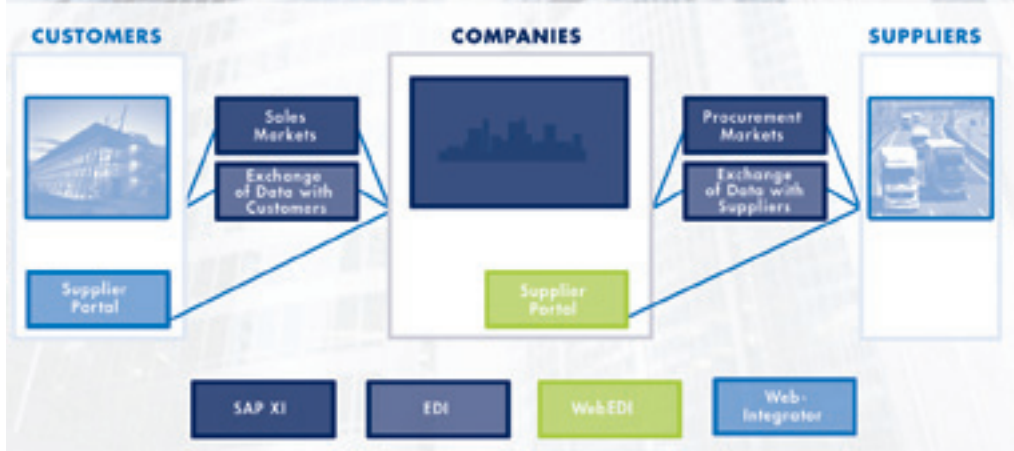 CUSTOMERS
COMPANIES
SUPPLIERS
Sales
Markets
Exchange
of Data with
Customers
Procurement
Markets
Exchange
of Data with
Suppliers
Supplier
Portal
Supplier
Portal
SAP XI
EDI
WebEDI
Web-
Integrator